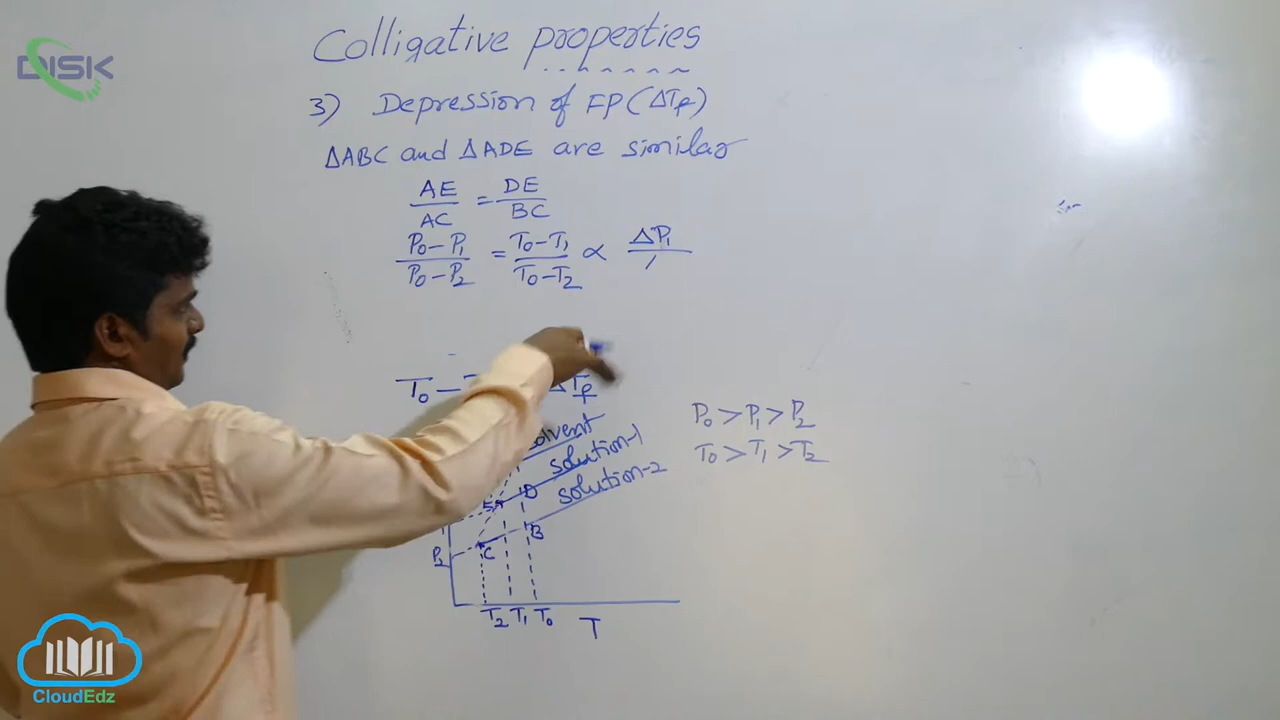 DISK
Colligative properties
3) Depression of FP (ΔTf)
ΔABC and ΔADE are similar
AE/AC = DE/BC
P0-P1/P0-P2 = T0-T1/T0-T2 ∝ ΔP1/
T0 - ΔTf
solvent
solution-1
solution-2
P0 > P1 > P2
T0 > T1 > T2
E D
B
C
P2
T2 T1 T0
T
CloudEdz